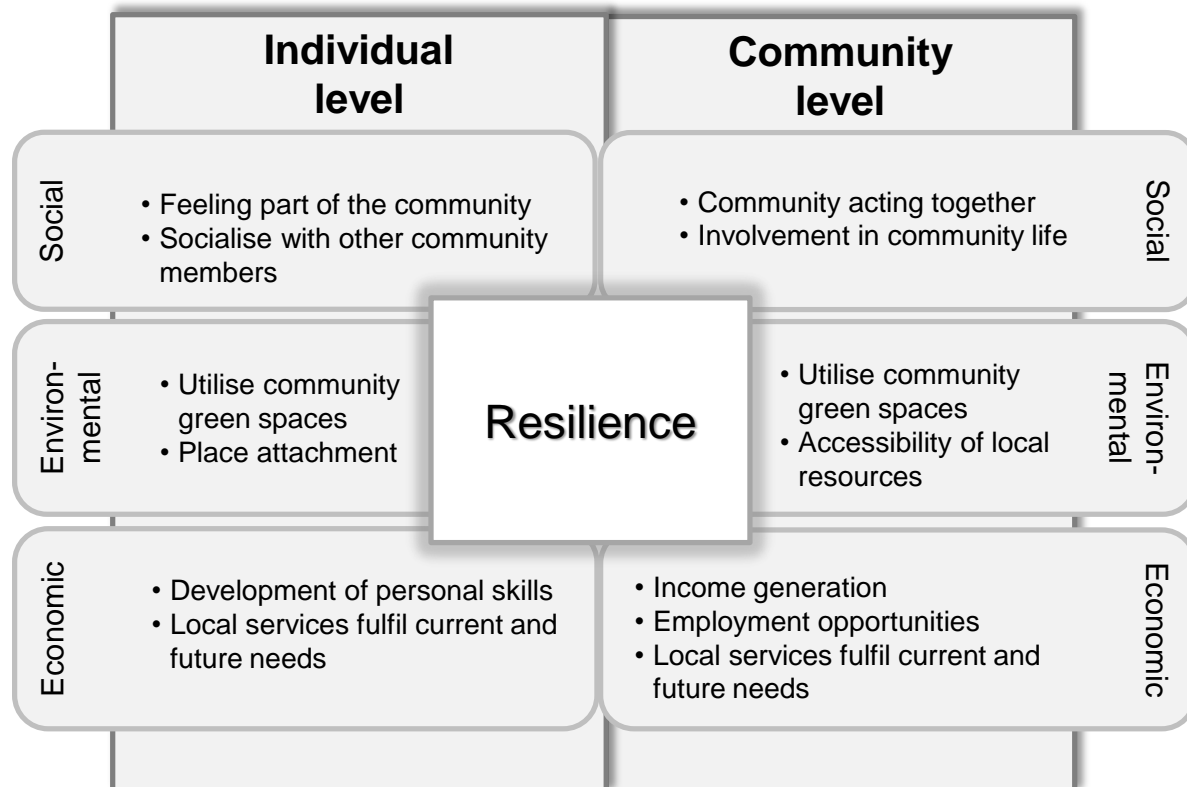 Individual
level
Community
level
Social
• Feeling part of the community
• Socialise with other community
members
• Community acting together
• Involvement in community life
Social
Environ-
mental
• Utilise community
green spaces
• Place attachment
Resilience
• Utilise community
green spaces
• Accessibility of local
resources
Environ-
mental
Economic
• Development of personal skills
• Local services fulfil current and
future needs
• Income generation
• Employment opportunities
• Local services fulfil current and
future needs
Economic